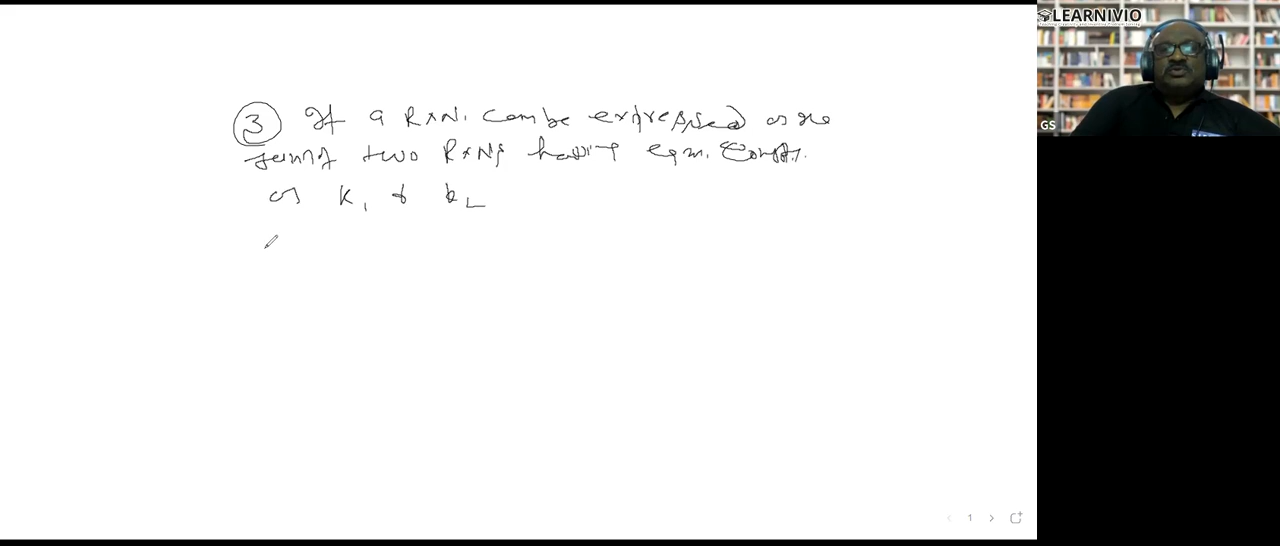 LEARNIVIO
③ If a RXN. can be expressed as the
sum of two RXNs having eqm. Const.
as K₁ & K₂
GS
1